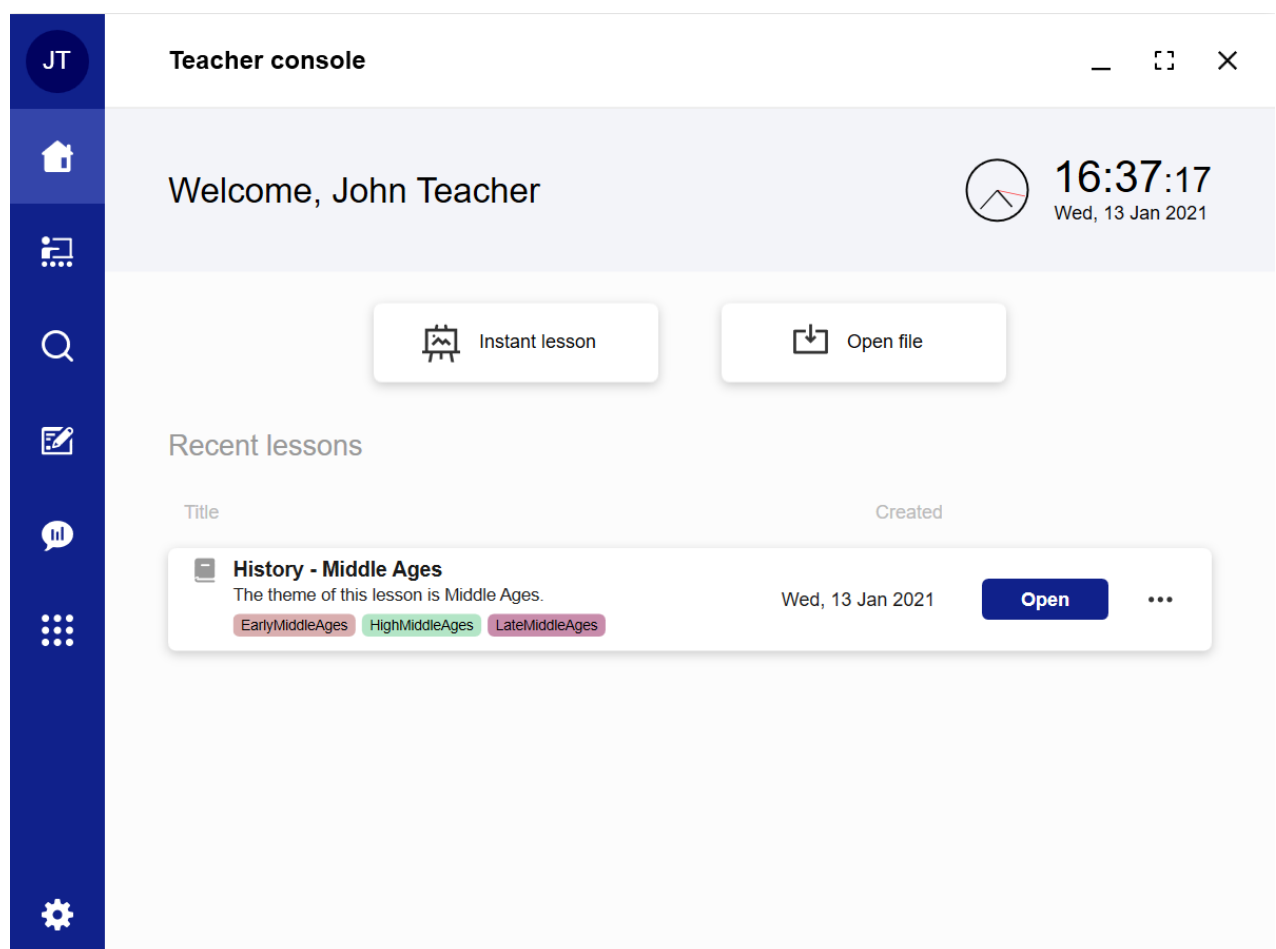 JT
Teacher console
Welcome, John Teacher
16:37:17
Wed, 13 Jan 2021
Instant lesson
Open file
Recent lessons
Title Created
History - Middle Ages
The theme of this lesson is Middle Ages.
EarlyMiddleAges HighMiddleAges LateMiddleAges
Wed, 13 Jan 2021
Open